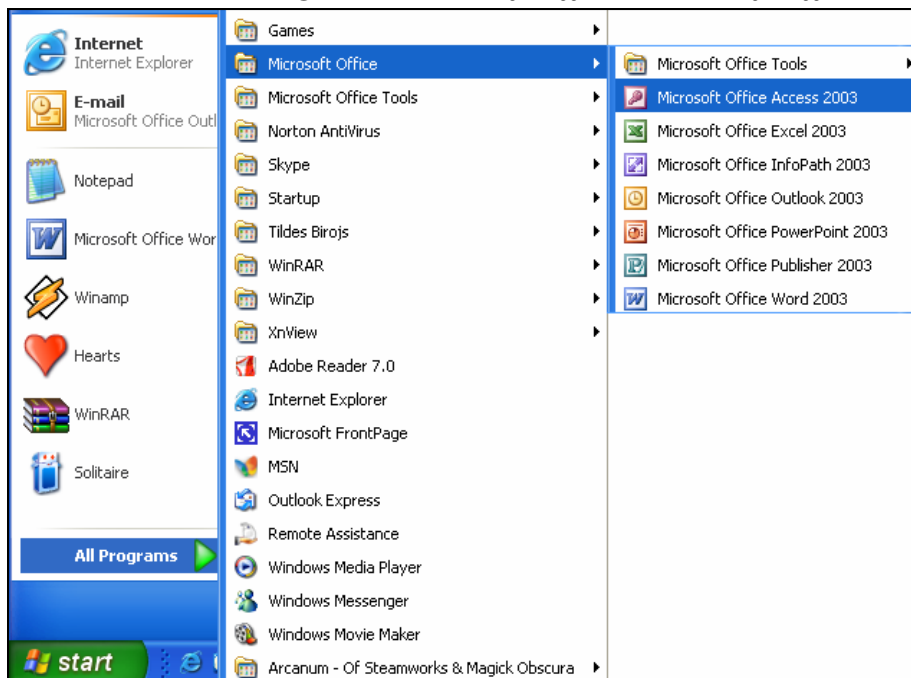 Internet
Internet Explorer
E-mail
Microsoft Office Outl
Notepad
Microsoft Office Wor
Winamp
Hearts
WinRAR
Solitaire
All Programs
start
Games
Microsoft Office
Microsoft Office Tools
Norton AntiVirus
Skype
Startup
Tildes Birojs
WinRAR
WinZip
XnView
Adobe Reader 7.0
Internet Explorer
Microsoft FrontPage
MSN
Outlook Express
Remote Assistance
Windows Media Player
Windows Messenger
Windows Movie Maker
Arcanum - Of Steamworks & Magick Obscura
Microsoft Office Tools
Microsoft Office Access 2003
Microsoft Office Excel 2003
Microsoft Office InfoPath 2003
Microsoft Office Outlook 2003
Microsoft Office PowerPoint 2003
Microsoft Office Publisher 2003
Microsoft Office Word 2003